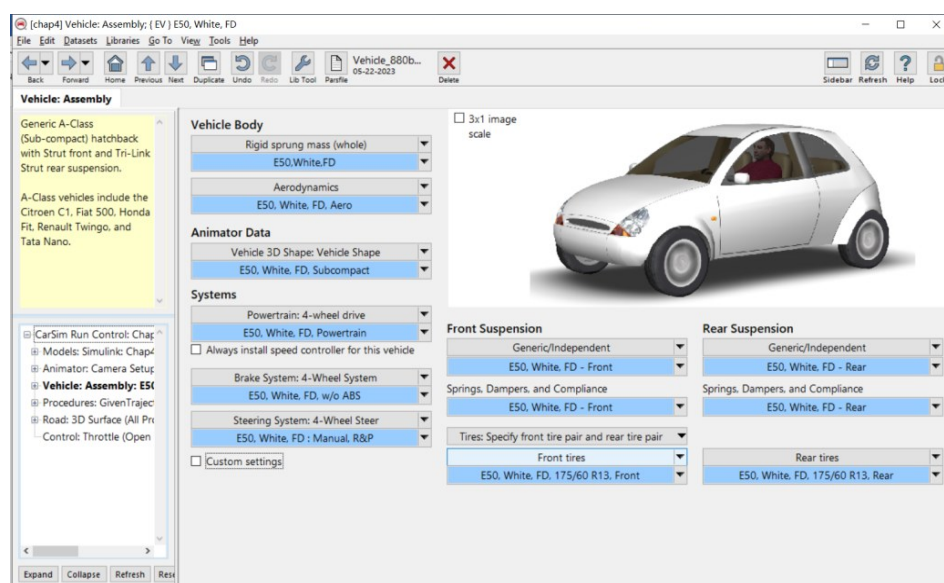 [chap4] Vehicle: Assembly; { EV } E50, White, FD
File Edit Datasets Libraries Go To View Tools Help
Back Forward Home Previous Next Duplicate Undo Redo Lib Tool Parsfile
Vehicle_880b...
05-22-2023
Delete
Sidebar Refresh Help Lock
Vehicle: Assembly
Generic A-Class
(Sub-compact) hatchback
with Strut front and Tri-Link
Strut rear suspension.
A-Class vehicles include the
Citroen C1, Fiat 500, Honda
Fit, Renault Twingo, and
Tata Nano.
CarSim Run Control: Chap
Models: Simulink: Chap4
Animator: Camera Setup
Vehicle: Assembly: E50
Procedures: GivenTraject
Road: 3D Surface (All Pro
Control: Throttle (Open
Expand Collapse Refresh Rese
Vehicle Body
Rigid sprung mass (whole)
E50,White,FD
Aerodynamics
E50, White, FD, Aero
Animator Data
Vehicle 3D Shape: Vehicle Shape
E50, White, FD, Subcompact
Systems
Powertrain: 4-wheel drive
E50, White, FD, Powertrain
Always install speed controller for this vehicle
Brake System: 4-Wheel System
E50, White, FD, w/o ABS
Steering System: 4-Wheel Steer
E50, White, FD : Manual, R&P
Custom settings
3x1 image
scale
Front Suspension
Generic/Independent
E50, White, FD - Front
Springs, Dampers, and Compliance
E50, White, FD - Front
Tires: Specify front tire pair and rear tire pair
Front tires
E50, White, FD, 175/60 R13, Front
Rear Suspension
Generic/Independent
E50, White, FD - Rear
Springs, Dampers, and Compliance
E50, White, FD - Rear
Rear tires
E50, White, FD, 175/60 R13, Rear